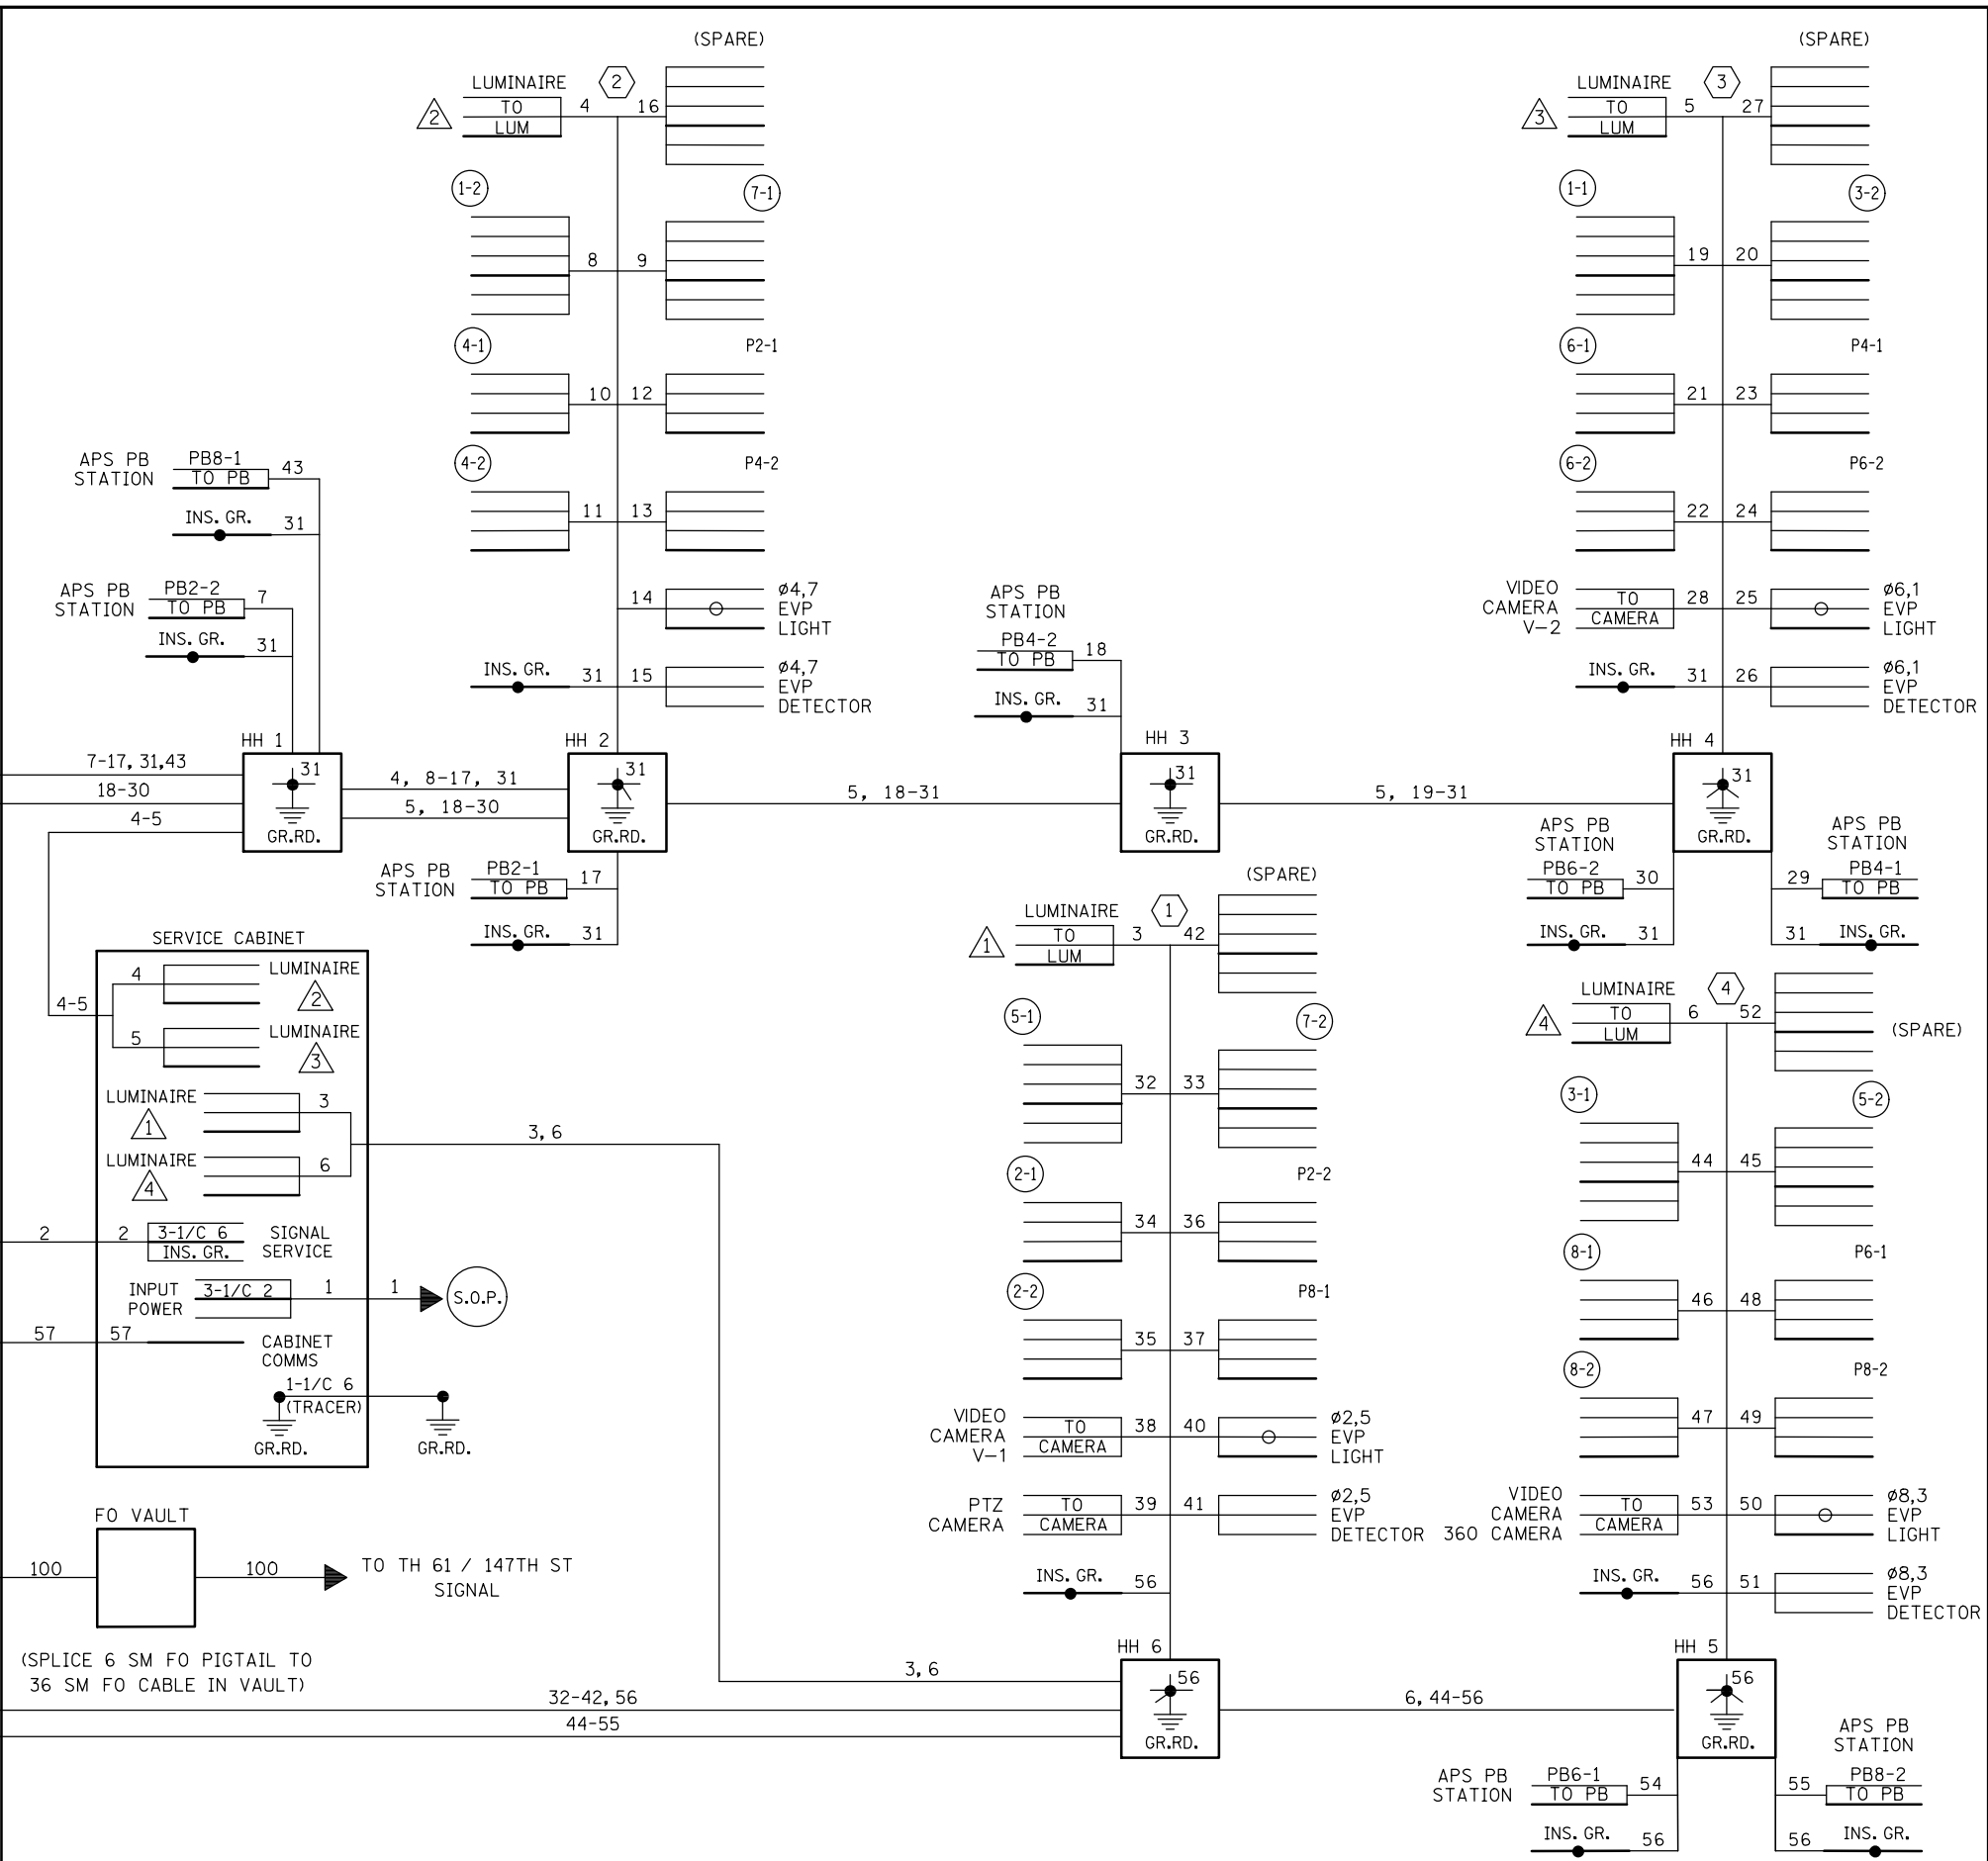 (SPARE)
LUMINAIRE
2
2
TO
LUM
4
16
1-2
7-1
8
9
4-1
P2-1
10
12
4-2
P4-2
11
13
14
ø4,7
EVP
LIGHT
INS. GR.
31
15
ø4,7
EVP
DETECTOR
(SPARE)
LUMINAIRE
3
3
TO
LUM
5
27
1-1
3-2
19
20
6-1
P4-1
21
23
6-2
P6-2
22
24
VIDEO
CAMERA
V-2
TO
CAMERA
28
25
ø6,1
EVP
LIGHT
INS. GR.
31
26
ø6,1
EVP
DETECTOR
APS PB
STATION
PB8-1
TO PB
43
INS. GR.
31
APS PB
STATION
PB2-2
TO PB
7
INS. GR.
31
APS PB
STATION
PB4-2
TO PB
18
INS. GR.
31
7-17, 31,43
18-30
4-5
HH 1
31
GR.RD.
4, 8-17, 31
5, 18-30
HH 2
31
GR.RD.
5, 18-31
HH 3
31
GR.RD.
5, 19-31
HH 4
31
GR.RD.
APS PB
STATION
PB2-1
TO PB
17
INS. GR.
31
APS PB
STATION
PB6-2
TO PB
30
INS. GR.
31
APS PB
STATION
29
PB4-1
TO PB
31
INS. GR.
SERVICE CABINET
4-5
4
LUMINAIRE
2
5
LUMINAIRE
3
LUMINAIRE
1
3
LUMINAIRE
4
6
3, 6
2
2
3-1/C 6
INS. GR.
SIGNAL
SERVICE
INPUT
POWER
3-1/C 2
1
1
S.O.P.
57
57
CABINET
COMMS
1-1/C 6
(TRACER)
GR.RD.
GR.RD.
FO VAULT
100
100
TO TH 61 / 147TH ST
SIGNAL
(SPLICE 6 SM FO PIGTAIL TO
36 SM FO CABLE IN VAULT)
(SPARE)
LUMINAIRE
1
1
TO
LUM
3
42
5-1
7-2
32
33
2-1
P2-2
34
36
2-2
P8-1
35
37
VIDEO
CAMERA
V-1
TO
CAMERA
38
40
ø2,5
EVP
LIGHT
PTZ
CAMERA
TO
CAMERA
39
41
ø2,5
EVP
DETECTOR
INS. GR.
56
LUMINAIRE
4
4
TO
LUM
6
52
(SPARE)
3-1
5-2
44
45
8-1
P6-1
46
48
8-2
P8-2
47
49
VIDEO
CAMERA
360 CAMERA
TO
CAMERA
53
50
ø8,3
EVP
LIGHT
INS. GR.
56
51
ø8,3
EVP
DETECTOR
3, 6
32-42, 56
44-55
HH 6
56
GR.RD.
6, 44-56
HH 5
56
GR.RD.
APS PB
STATION
PB6-1
TO PB
54
INS. GR.
56
APS PB
STATION
55
PB8-2
TO PB
56
INS. GR.